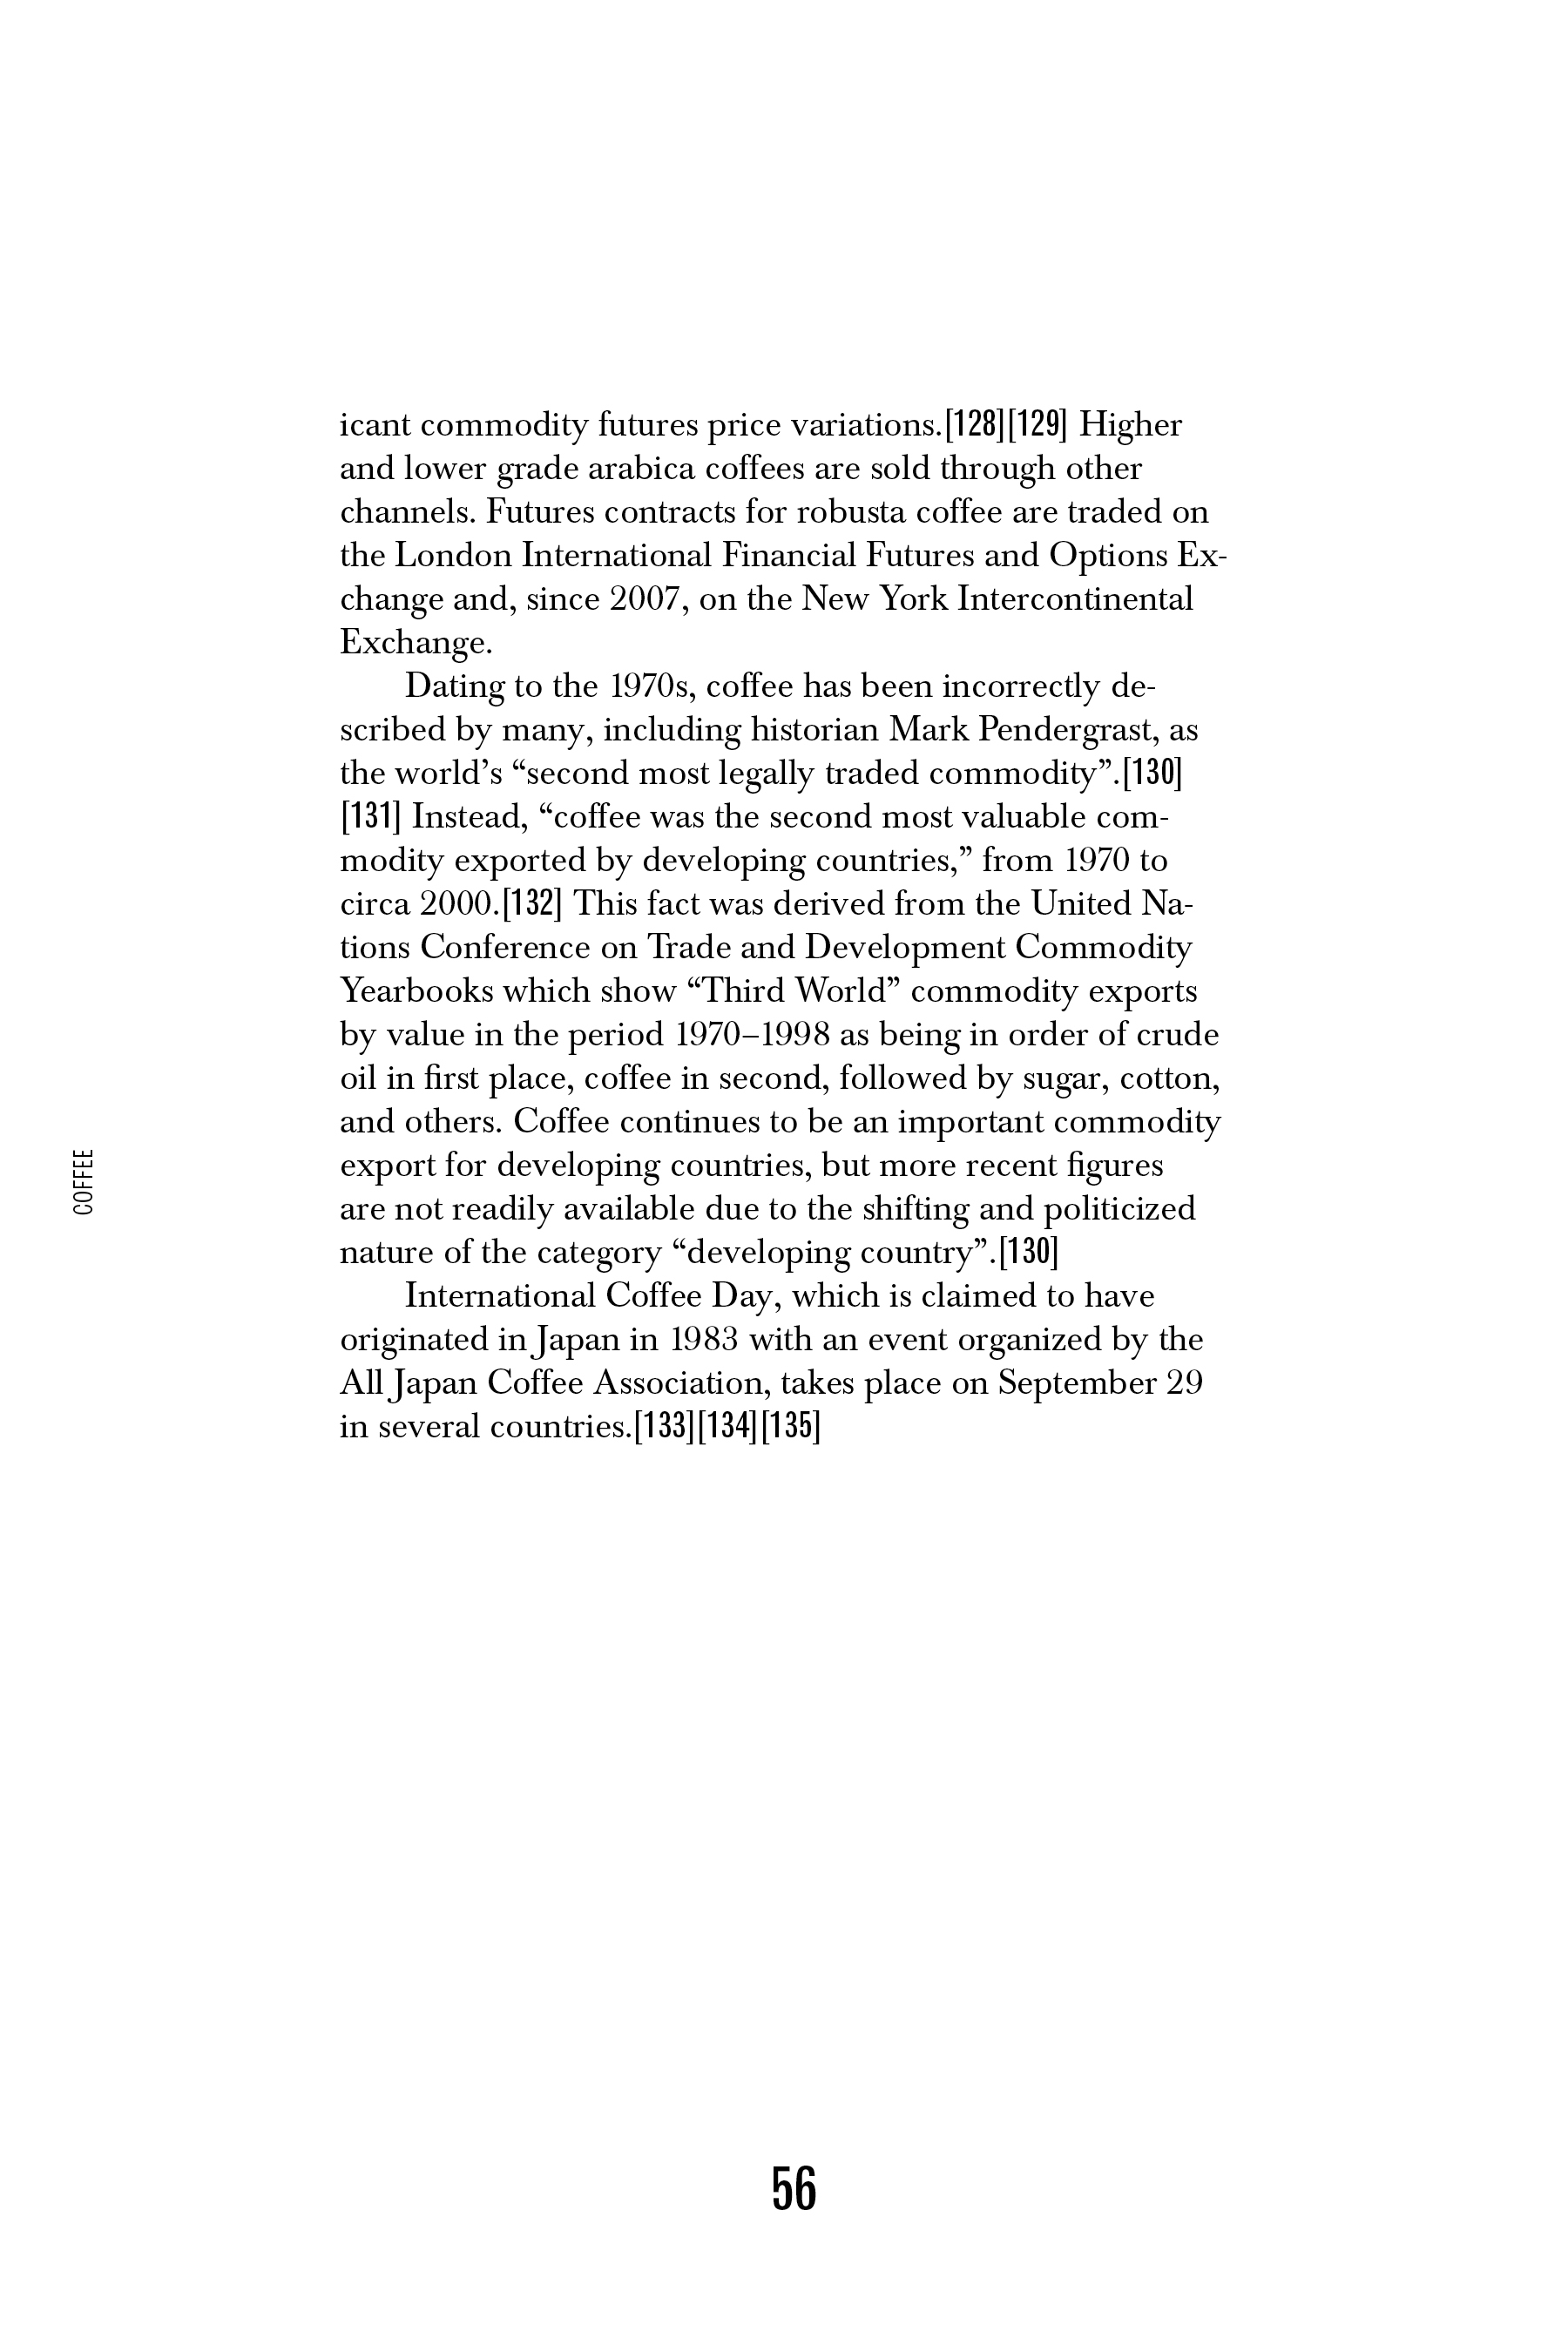 icant commodity futures price variations.[128][129] Higher
and lower grade arabica coffees are sold through other
channels. Futures contracts for robusta coffee are traded on
the London International Financial Futures and Options Ex-
change and, since 2007, on the New York Intercontinental
Exchange.
Dating to the 1970s, coffee has been incorrectly de-
scribed by many, including historian Mark Pendergrast, as
the world’s “second most legally traded commodity”.[130]
[131] Instead, “coffee was the second most valuable com-
modity exported by developing countries,” from 1970 to
circa 2000.[132] This fact was derived from the United Na-
tions Conference on Trade and Development Commodity
Yearbooks which show “Third World” commodity exports
by value in the period 1970–1998 as being in order of crude
oil in first place, coffee in second, followed by sugar, cotton,
and others. Coffee continues to be an important commodity
export for developing countries, but more recent figures
are not readily available due to the shifting and politicized
nature of the category “developing country”.[130]
International Coffee Day, which is claimed to have
originated in Japan in 1983 with an event organized by the
All Japan Coffee Association, takes place on September 29
in several countries.[133][134][135]
COFFEE
56